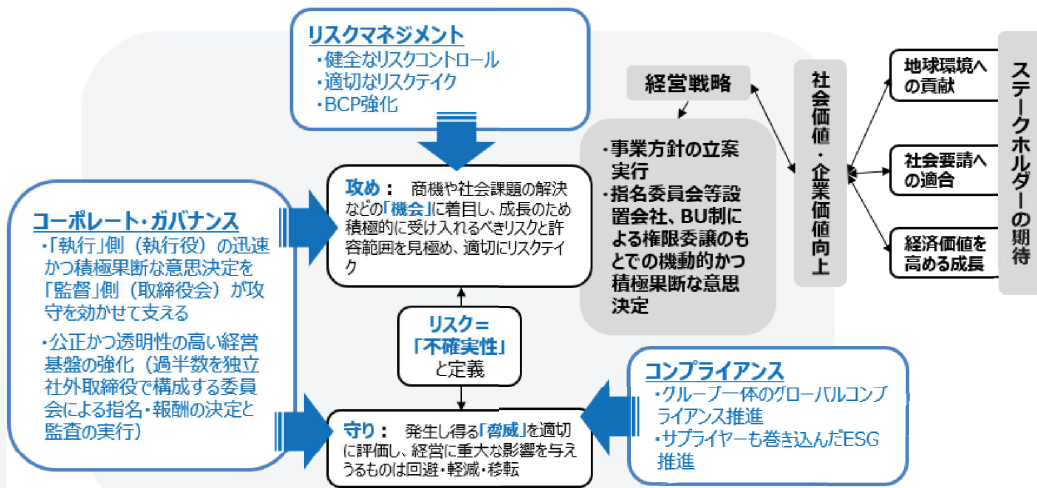 リスクマネジメント
・健全なリスクコントロール
・適切なリスクテイク
・BCP強化
コーポレート・ガバナンス
・「執行」側（執行役）の迅速
かつ積極果断な意思決定を
「監督」側（取締役会）が攻
守を効かせて支える
・公正かつ透明性の高い経営
基盤の強化（過半数を独立
社外取締役で構成する委員
会による指名・報酬の決定と
監査の実行）
攻め： 商機や社会課題の解決
などの「機会」に着目し、成長のため
積極的に受け入れるべきリスクと許
容範囲を見極め、適切にリスクテイ
ク
リスク＝
「不確実性」
と定義
守り： 発生し得る「脅威」を適切
に評価し、経営に重大な影響を与え
うるものは回避・軽減・移転
コンプライアンス
・グループ一体のグローバルコンプ
ライアンス推進
・サプライヤーも巻き込んだESG
推進
経営戦略
・事業方針の立案
実行
・指名委員会等設
置会社、BU制に
よる権限委譲のも
とでの機動的かつ
積極果断な意思
決定
社会価値・企業価値向上
地球環境へ
の貢献
社会要請へ
の適合
経済価値を
高める成長
ステークホルダーの期待